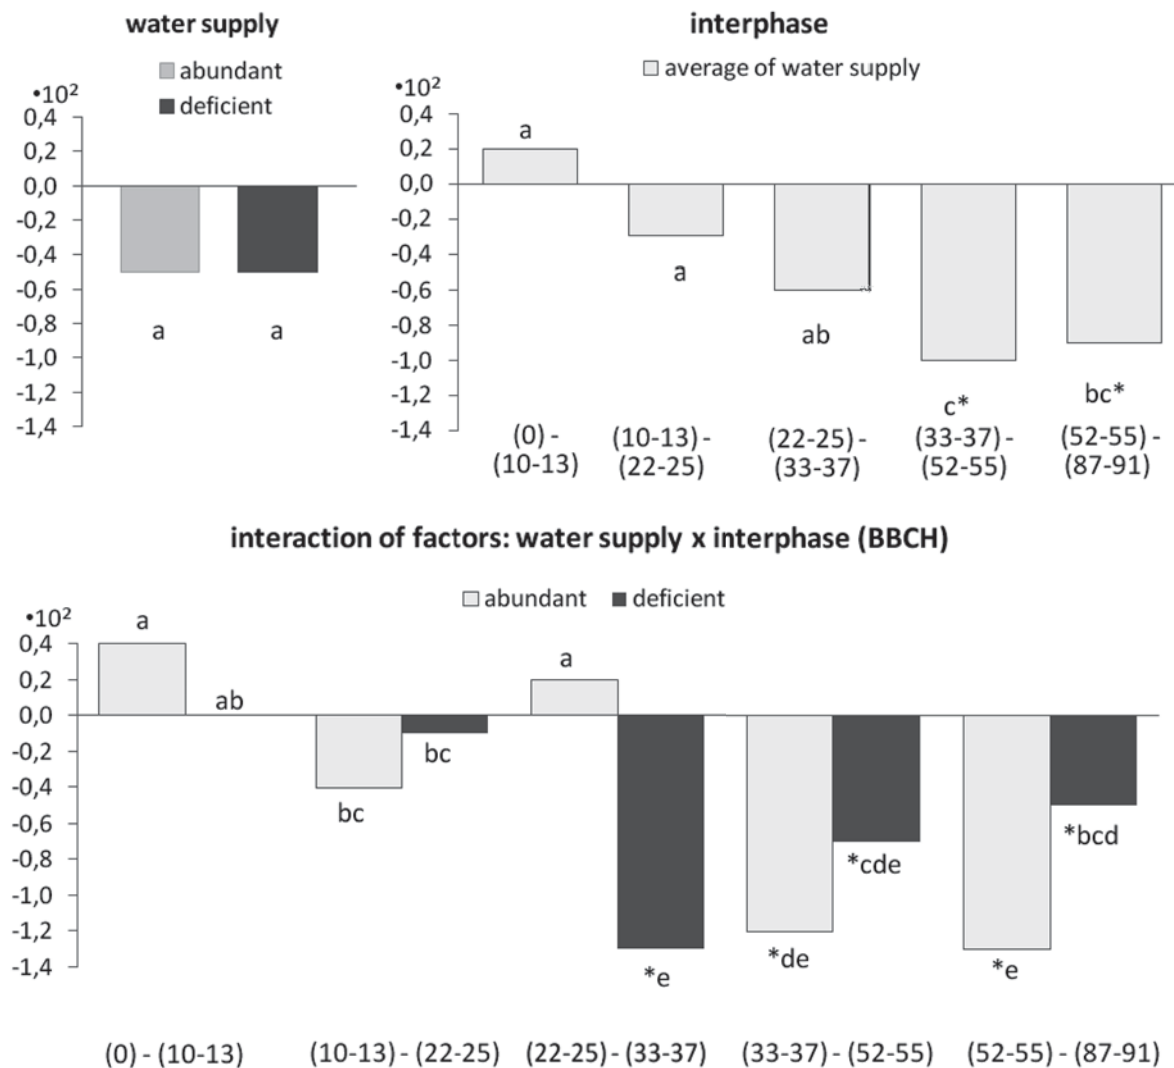 water supply
abundant
deficient
•10²
0,4
0,2
0,0
-0,2
-0,4
-0,6
-0,8
-1,0
-1,2
-1,4
a a
interphase
average of water supply
•10²
0,4
0,2
0,0
-0,2
-0,4
-0,6
-0,8
-1,0
-1,2
-1,4
a
a
ab
c*
bc*
(0) -
(10-13)
(10-13) -
(22-25)
(22-25) -
(33-37)
(33-37) -
(52-55)
(52-55) -
(87-91)
interaction of factors: water supply x interphase (BBCH)
abundant deficient
•10²
0,4
0,2
0,0
-0,2
-0,4
-0,6
-0,8
-1,0
-1,2
-1,4
a
ab
bc
bc
a
*e
*de
*cde
*e
*bcd
(0) - (10-13) (10-13) - (22-25) (22-25) - (33-37) (33-37) - (52-55) (52-55) - (87-91)